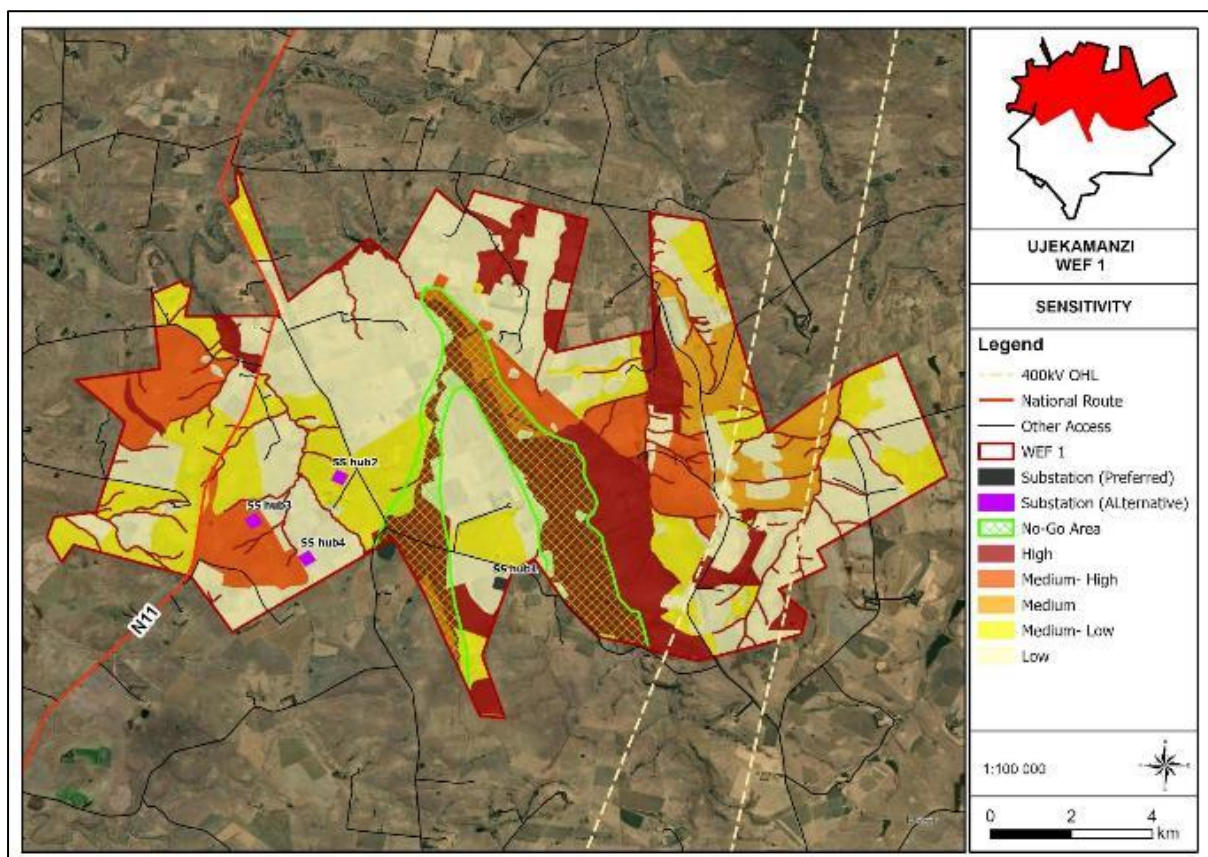 SS hub2
SS hub3
SS hub4
SS hub1
N11
UJEKAMANZI
WEF 1
SENSITIVITY
Legend
400kV OHL
National Route
Other Access
WEF 1
Substation (Preferred)
Substation (ALternative)
No-Go Area
High
Medium- High
Medium
Medium- Low
Low
1:100 000
0 2 4
km